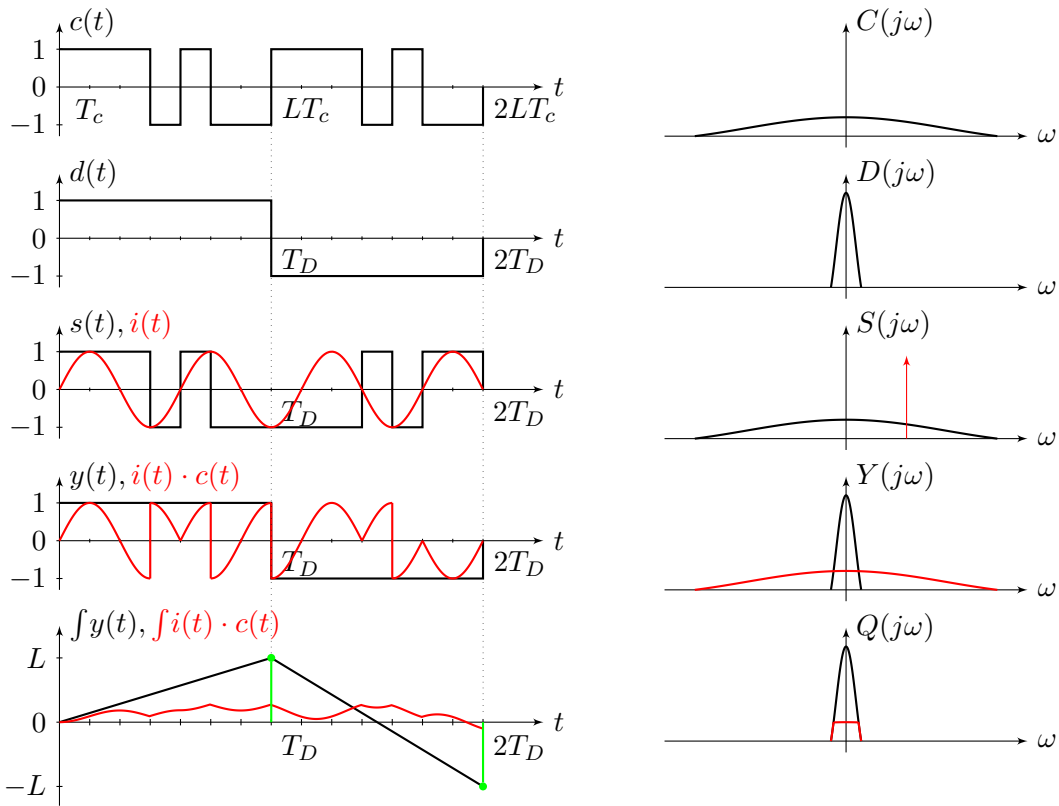 c(t)
1
0
−1
T_c
LT_c
2LT_c
t
C(jω)
ω
d(t)
1
0
−1
T_D
2T_D
t
D(jω)
ω
s(t), i(t)
1
0
−1
T_D
2T_D
t
S(jω)
ω
y(t), i(t) · c(t)
1
0
−1
T_D
2T_D
t
Y(jω)
ω
∫y(t), ∫i(t) · c(t)
L
0
−L
T_D
2T_D
t
Q(jω)
ω